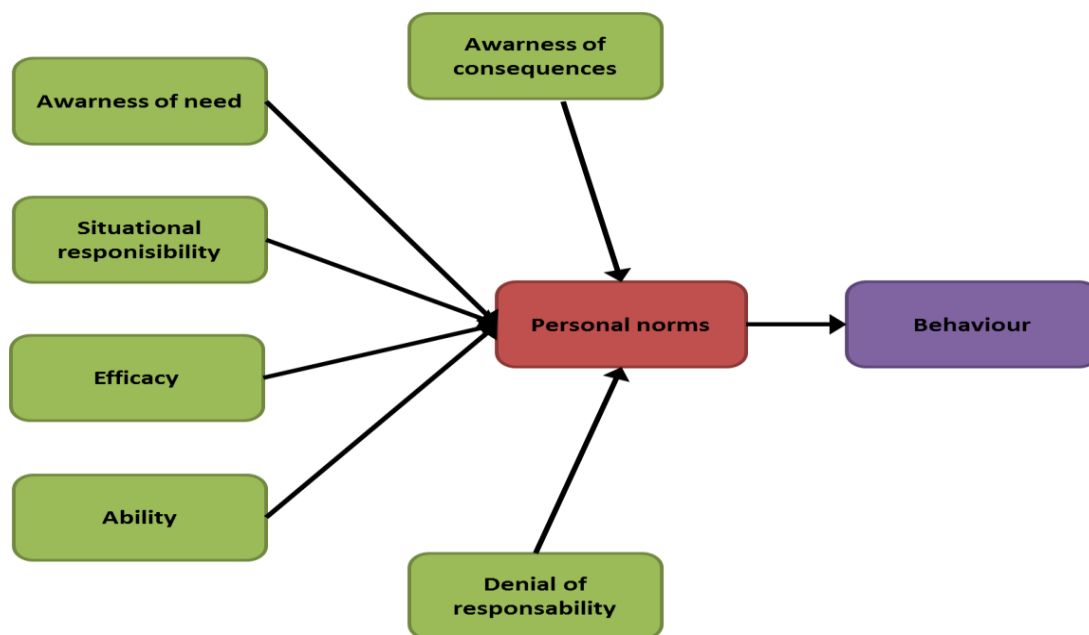 Awarness of
consequences
Awarness of need
Situational
responisibility
Personal norms
Behaviour
Efficacy
Ability
Denial of
responsability